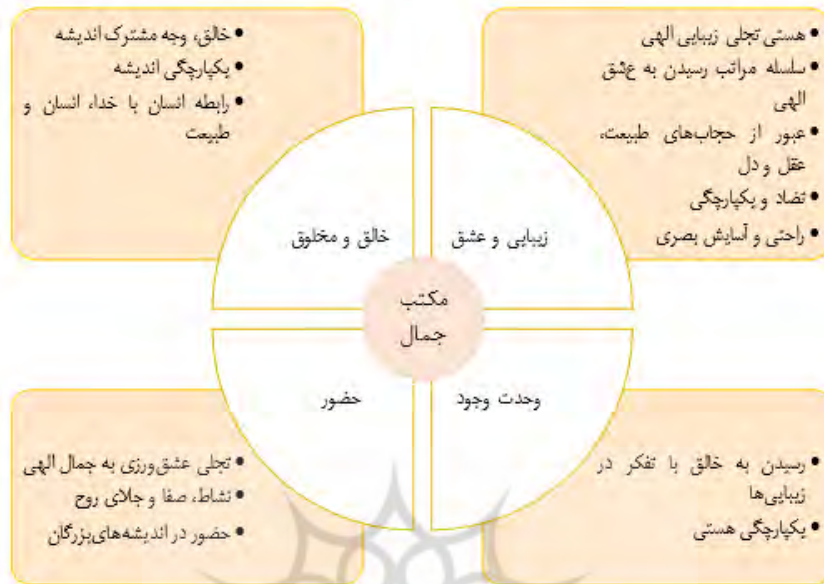 • هستی تجلی زیبایی الهی
• سلسله مراتب رسیدن به عشق
الهی
• عبور از حجاب‌های طبیعت،
عقل و دل
• تضاد و یکپارچگی
• راحتی و آسایش بصری
• خالق، وجه مشترک اندیشه
• یکپارچگی اندیشه
• رابطه انسان با خدا، انسان و
طبیعت
زیبایی و عشق
خالق و مخلوق
مکتب
جمال
وحدت وجود
حضور
• رسیدن به خالق با تفکر در
زیبایی‌ها
• یکپارچگی هستی
• تجلی عشق‌ورزی به جمال الهی
• نشاط، صفا و جلای روح
• حضور در اندیشه‌های بزرگان